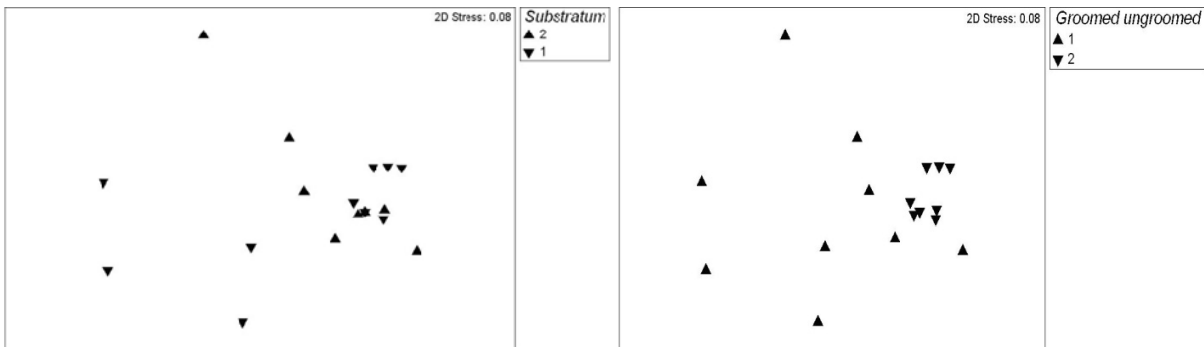 2D Stress: 0.08
Substratum
2
1
2D Stress: 0.08
Groomed ungroomed
1
2